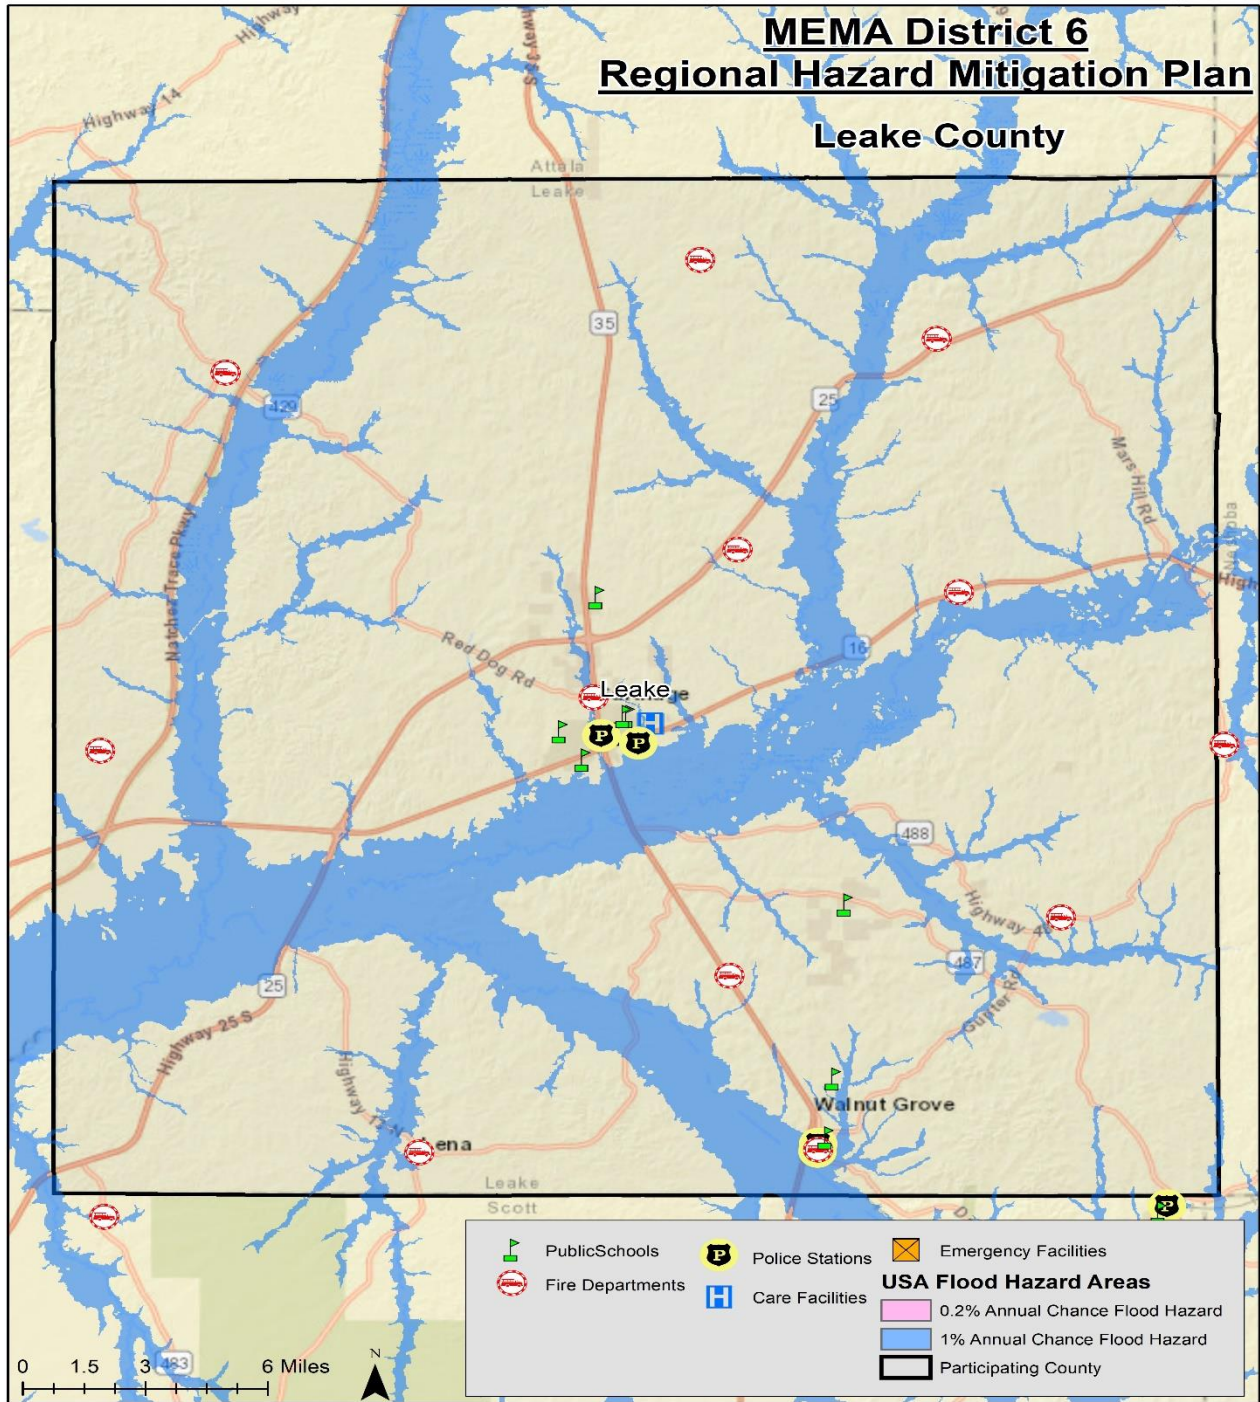 MEMA District 6
Regional Hazard Mitigation Plan
Leake County
Highway 14
Attala
Leake
35
429
25
Mars Hill Rd
Natchez Trace Pkwy
Red Dog Rd
16
Leake
488
487
Gunter Rd
25
Highway 25 S
Walnut Grove
Leake
Scott
483
PublicSchools
Fire Departments
Police Stations
Care Facilities
Emergency Facilities
USA Flood Hazard Areas
0.2% Annual Chance Flood Hazard
1% Annual Chance Flood Hazard
Participating County
0 1.5 3 6 Miles
N